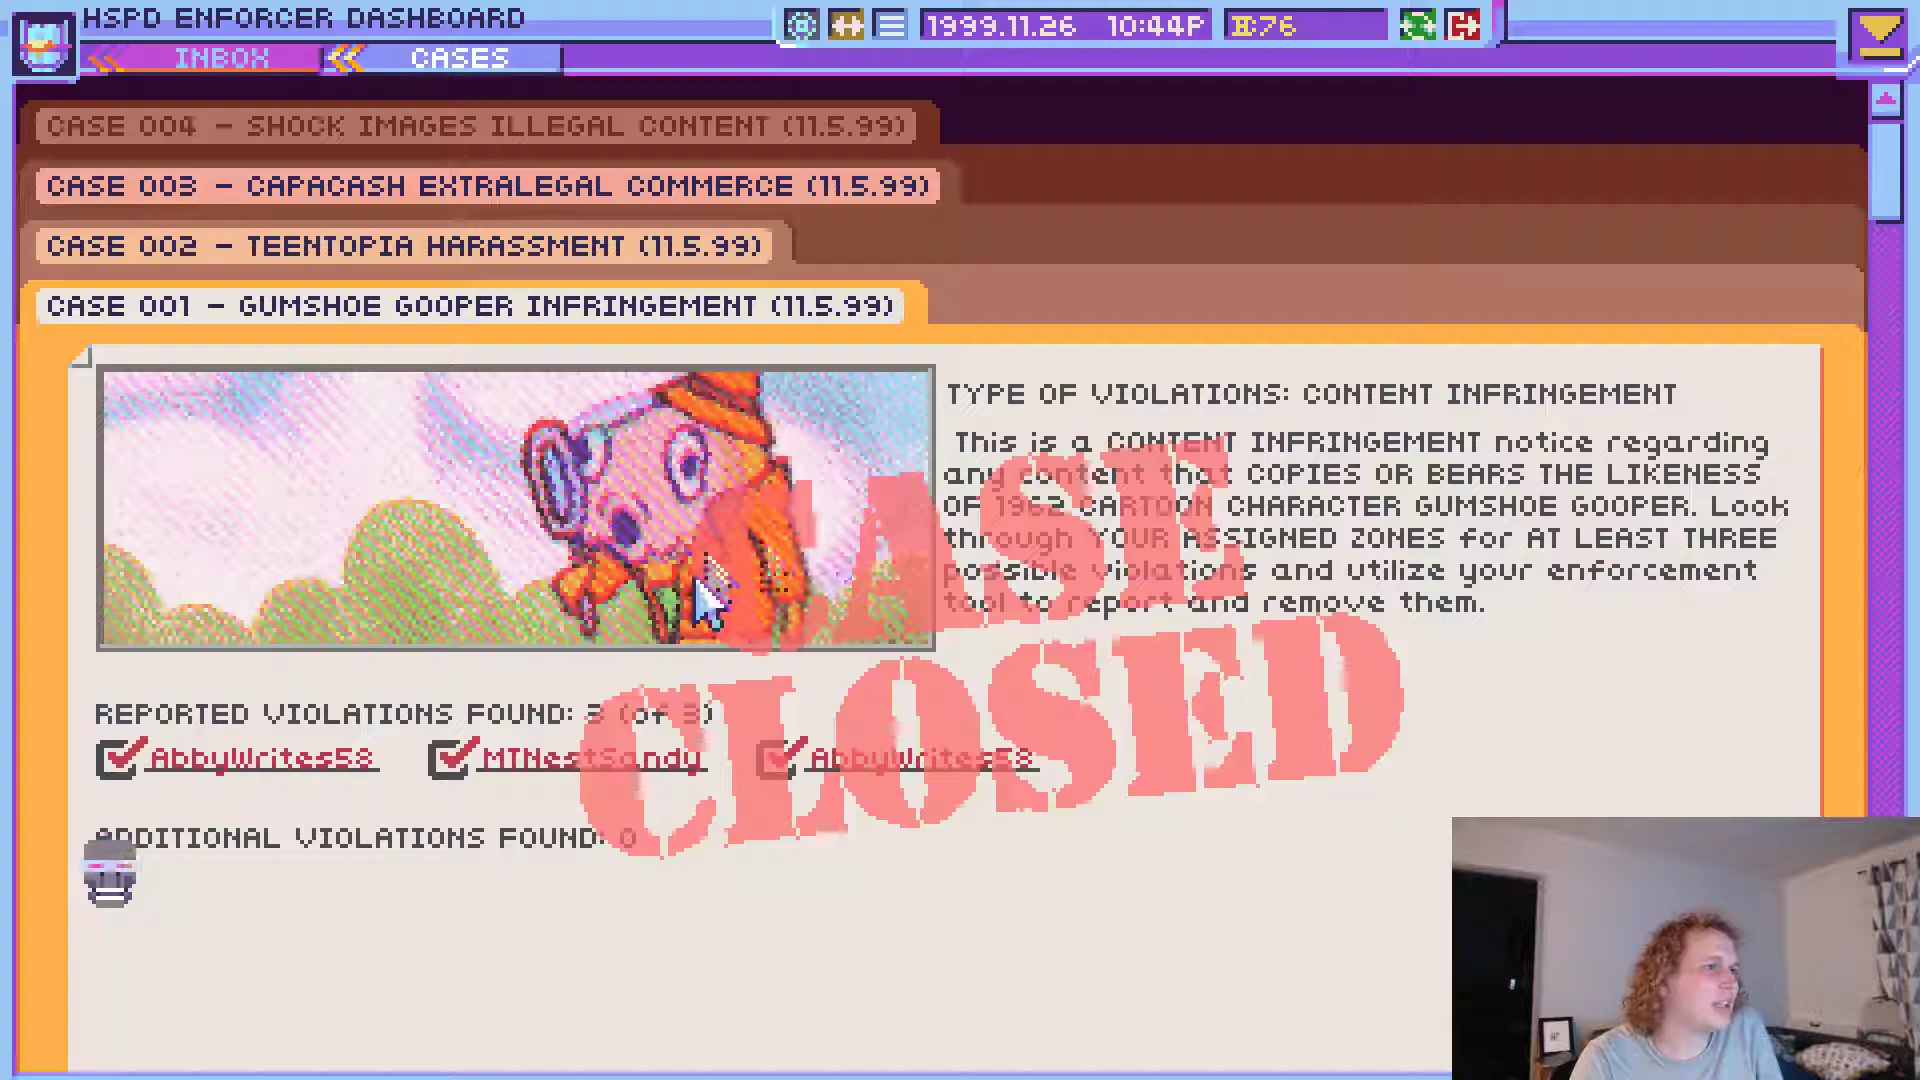 HSPD ENFORCER DASHBOARD
1999.11.26 10:44P
76
INBOX
CASES
CASE 004 - SHOCK IMAGES ILLEGAL CONTENT (11.5.99)
CASE 003 - CAPACASH EXTRALEGAL COMMERCE (11.5.99)
CASE 002 - TEENTOPIA HARASSMENT (11.5.99)
CASE 001 - GUMSHOE GOOPER INFRINGEMENT (11.5.99)
TYPE OF VIOLATIONS: CONTENT INFRINGEMENT
This is a CONTENT INFRINGEMENT notice regarding
any content that COPIES OR BEARS THE LIKENESS
OF 1962 CARTOON CHARACTER GUMSHOE GOOPER. Look
through YOUR ASSIGNED ZONES for AT LEAST THREE
possible violations and utilize your enforcement
tool to report and remove them.
CASE
CLOSED
REPORTED VIOLATIONS FOUND: 3 (of 3)
AbbyWrites58 MTNestSandy AbbyWrites58
ADDITIONAL VIOLATIONS FOUND: 0